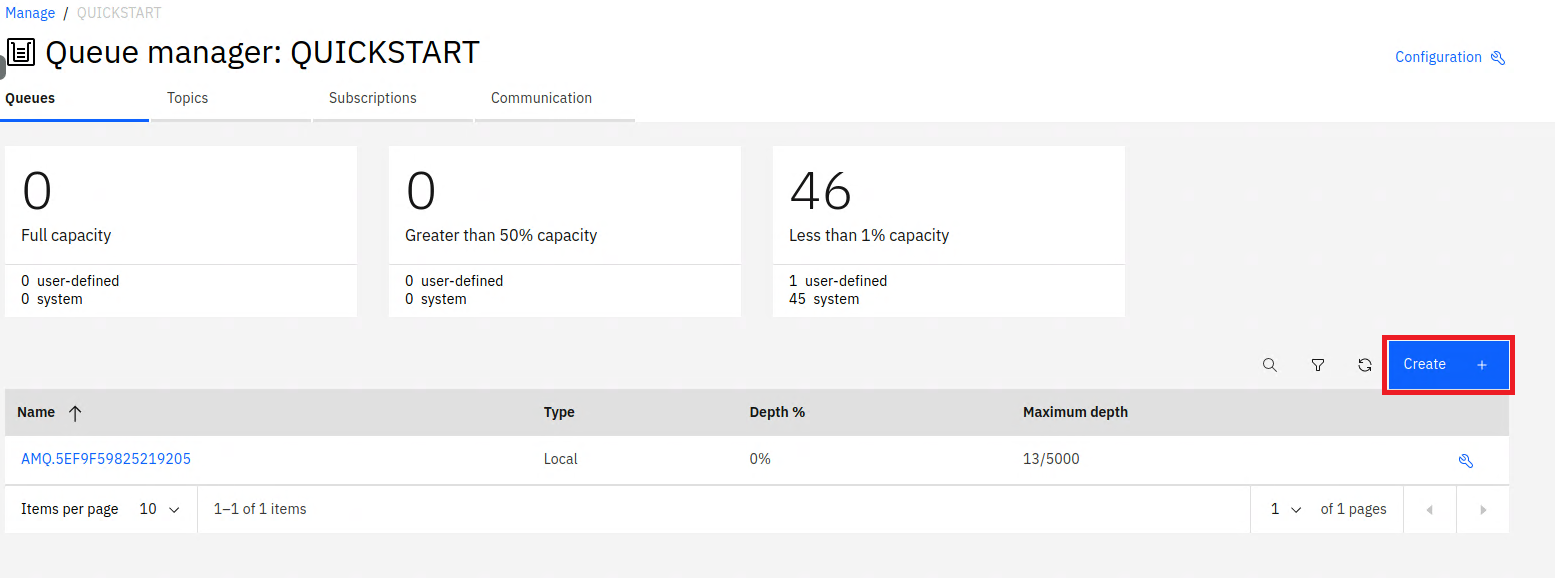 Manage / QUICKSTART
Queue manager: QUICKSTART
Configuration
Queues Topics Subscriptions Communication
0 0 46
Full capacity Greater than 50% capacity Less than 1% capacity
0 user-defined 0 user-defined 1 user-defined
0 system 0 system 45 system
Create +
Name Type Depth % Maximum depth
AMQ.5EF9F59825219205 Local 0% 13/5000
Items per page 10 1–1 of 1 items 1 of 1 pages